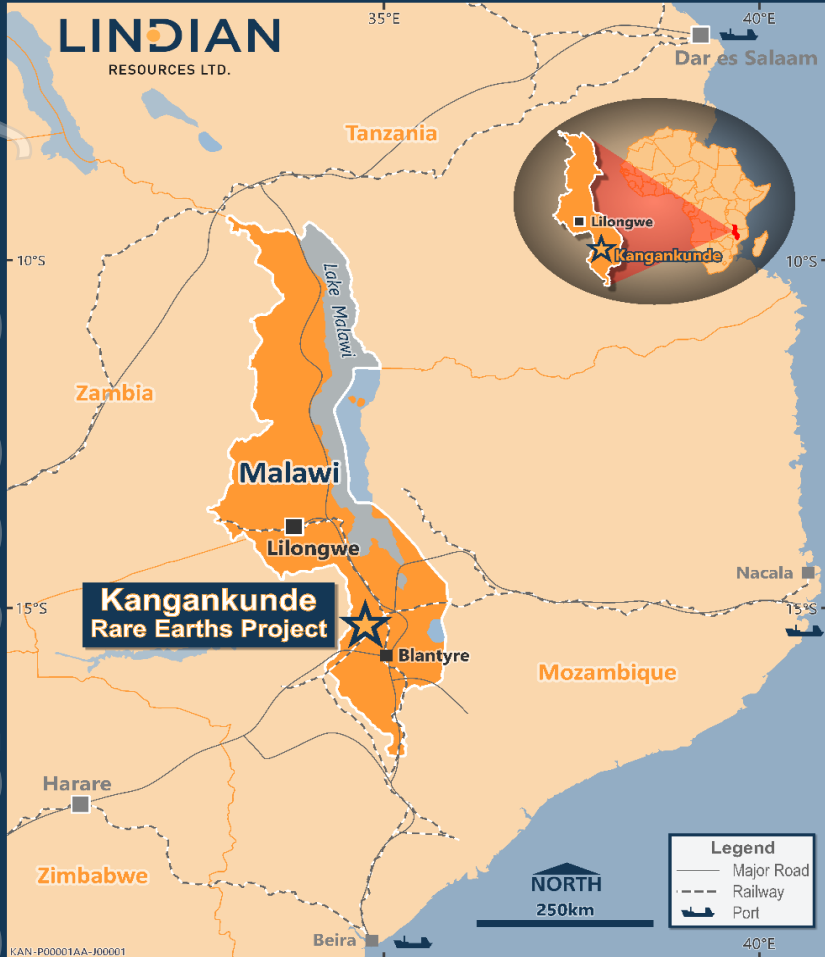 LINDIAN
RESOURCES LTD.
35°E
40°E
Dar es Salaam
Tanzania
Lilongwe
Kangankunde
10°S
10°S
Lake Malawi
Zambia
Malawi
Lilongwe
Nacala
Kangankunde
Rare Earths Project
15°S
15°S
Blantyre
Mozambique
Harare
Zimbabwe
NORTH
250km
Legend
Major Road
Railway
Port
Beira
40°E
KAN-P00001AA-J00001